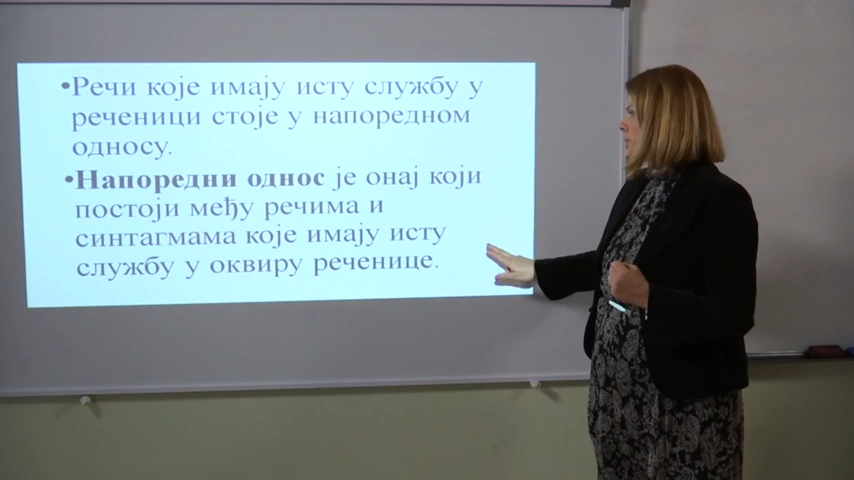 •Речи које имају исту службу у
реченици стоје у напоредном
односу.
•Напоредни однос је онај који
постоји међу речима и
синтагмама које имају исту
службу у оквиру реченице.